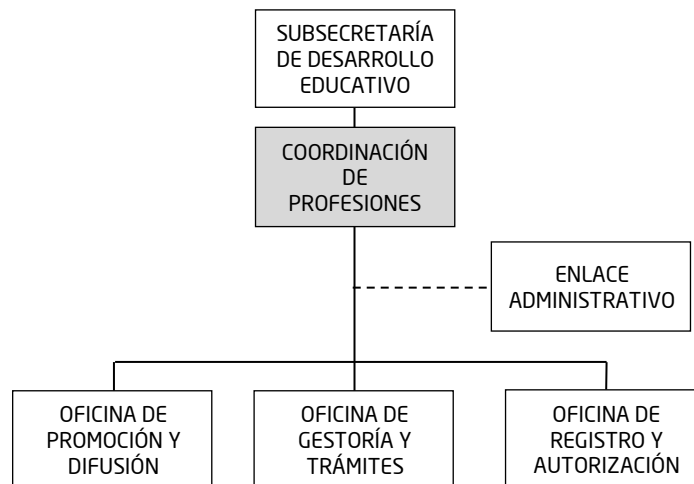 SUBSECRETARÍA
DE DESARROLLO
EDUCATIVO
COORDINACIÓN
DE
PROFESIONES
ENLACE
ADMINISTRATIVO
OFICINA DE
PROMOCIÓN Y
DIFUSIÓN
OFICINA DE
GESTORÍA Y
TRÁMITES
OFICINA DE
REGISTRO Y
AUTORIZACIÓN